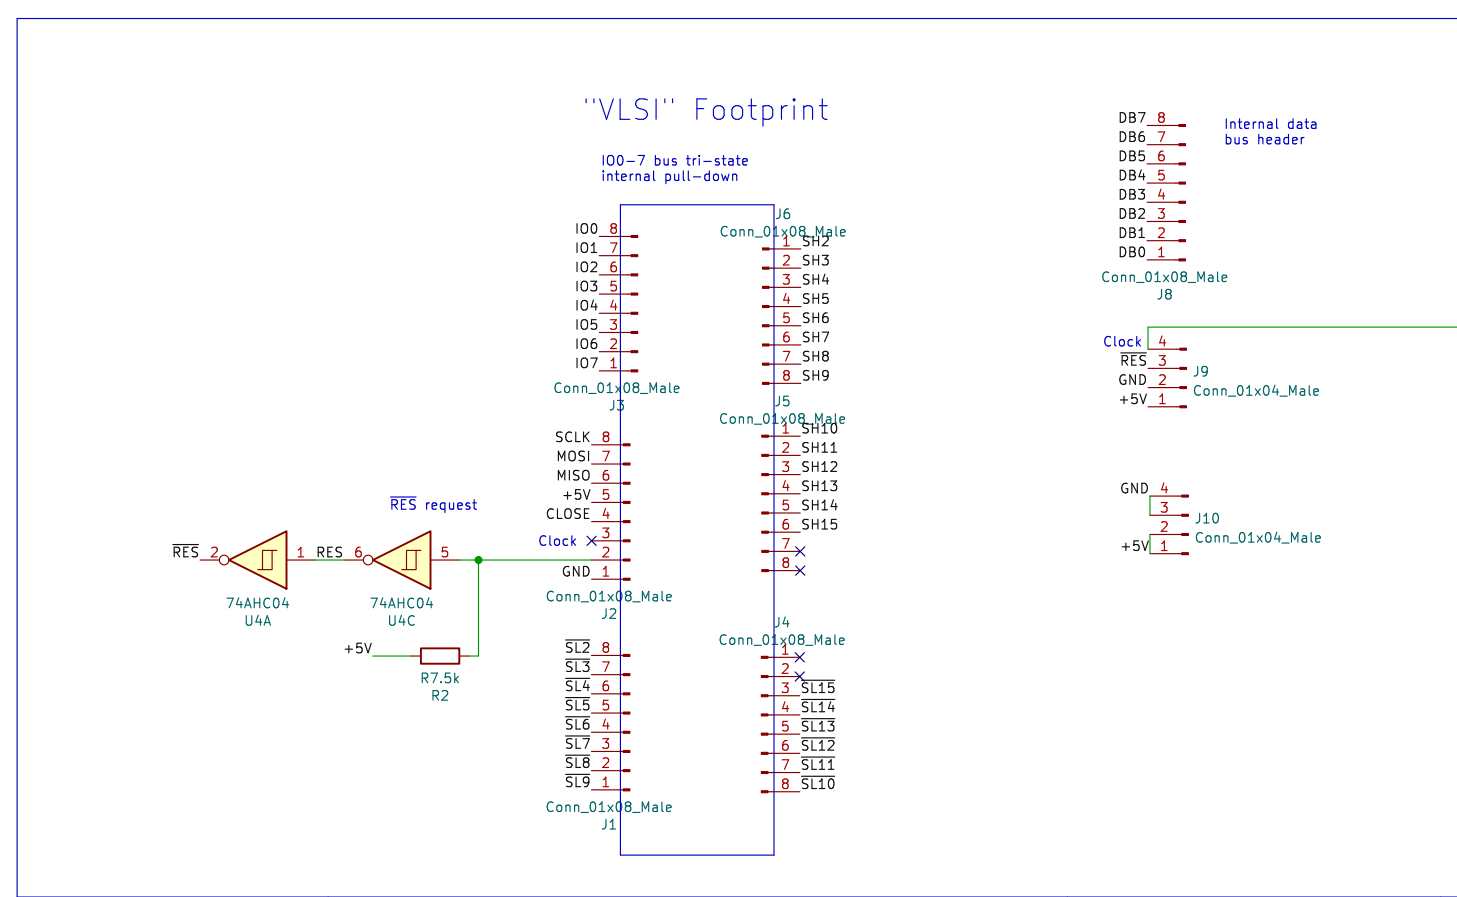 "VLSI" Footprint
IO0-7 bus tri-state
internal pull-down
J6
Conn_01x08_Male
IO0 8
IO1 7
IO2 6
IO3 5
IO4 4
IO5 3
IO6 2
IO7 1
Conn_01x08_Male
J3
1 SH2
2 SH3
3 SH4
4 SH5
5 SH6
6 SH7
7 SH8
8 SH9
J5
Conn_01x08_Male
1 SH10
2 SH11
3 SH12
4 SH13
5 SH14
6 SH15
7
8
SCLK 8
MOSI 7
MISO 6
+5V 5
CLOSE 4
Clock 3
2
GND 1
Conn_01x08_Male
J2
RES request
RES 2 1 RES 6 5
74AHC04
U4A
74AHC04
U4C
+5V
R7.5k
R2
J4
Conn_01x08_Male
1
2
3 SL15
4 SL14
5 SL13
6 SL12
7 SL11
8 SL10
SL2 8
SL3 7
SL4 6
SL5 5
SL6 4
SL7 3
SL8 2
SL9 1
Conn_01x08_Male
J1
DB7 8
DB6 7
DB5 6
DB4 5
DB3 4
DB2 3
DB1 2
DB0 1
Conn_01x08_Male
J8
Internal data
bus header
Clock 4
RES 3
GND 2
+5V 1
J9
Conn_01x04_Male
GND 4
3
2
+5V 1
J10
Conn_01x04_Male